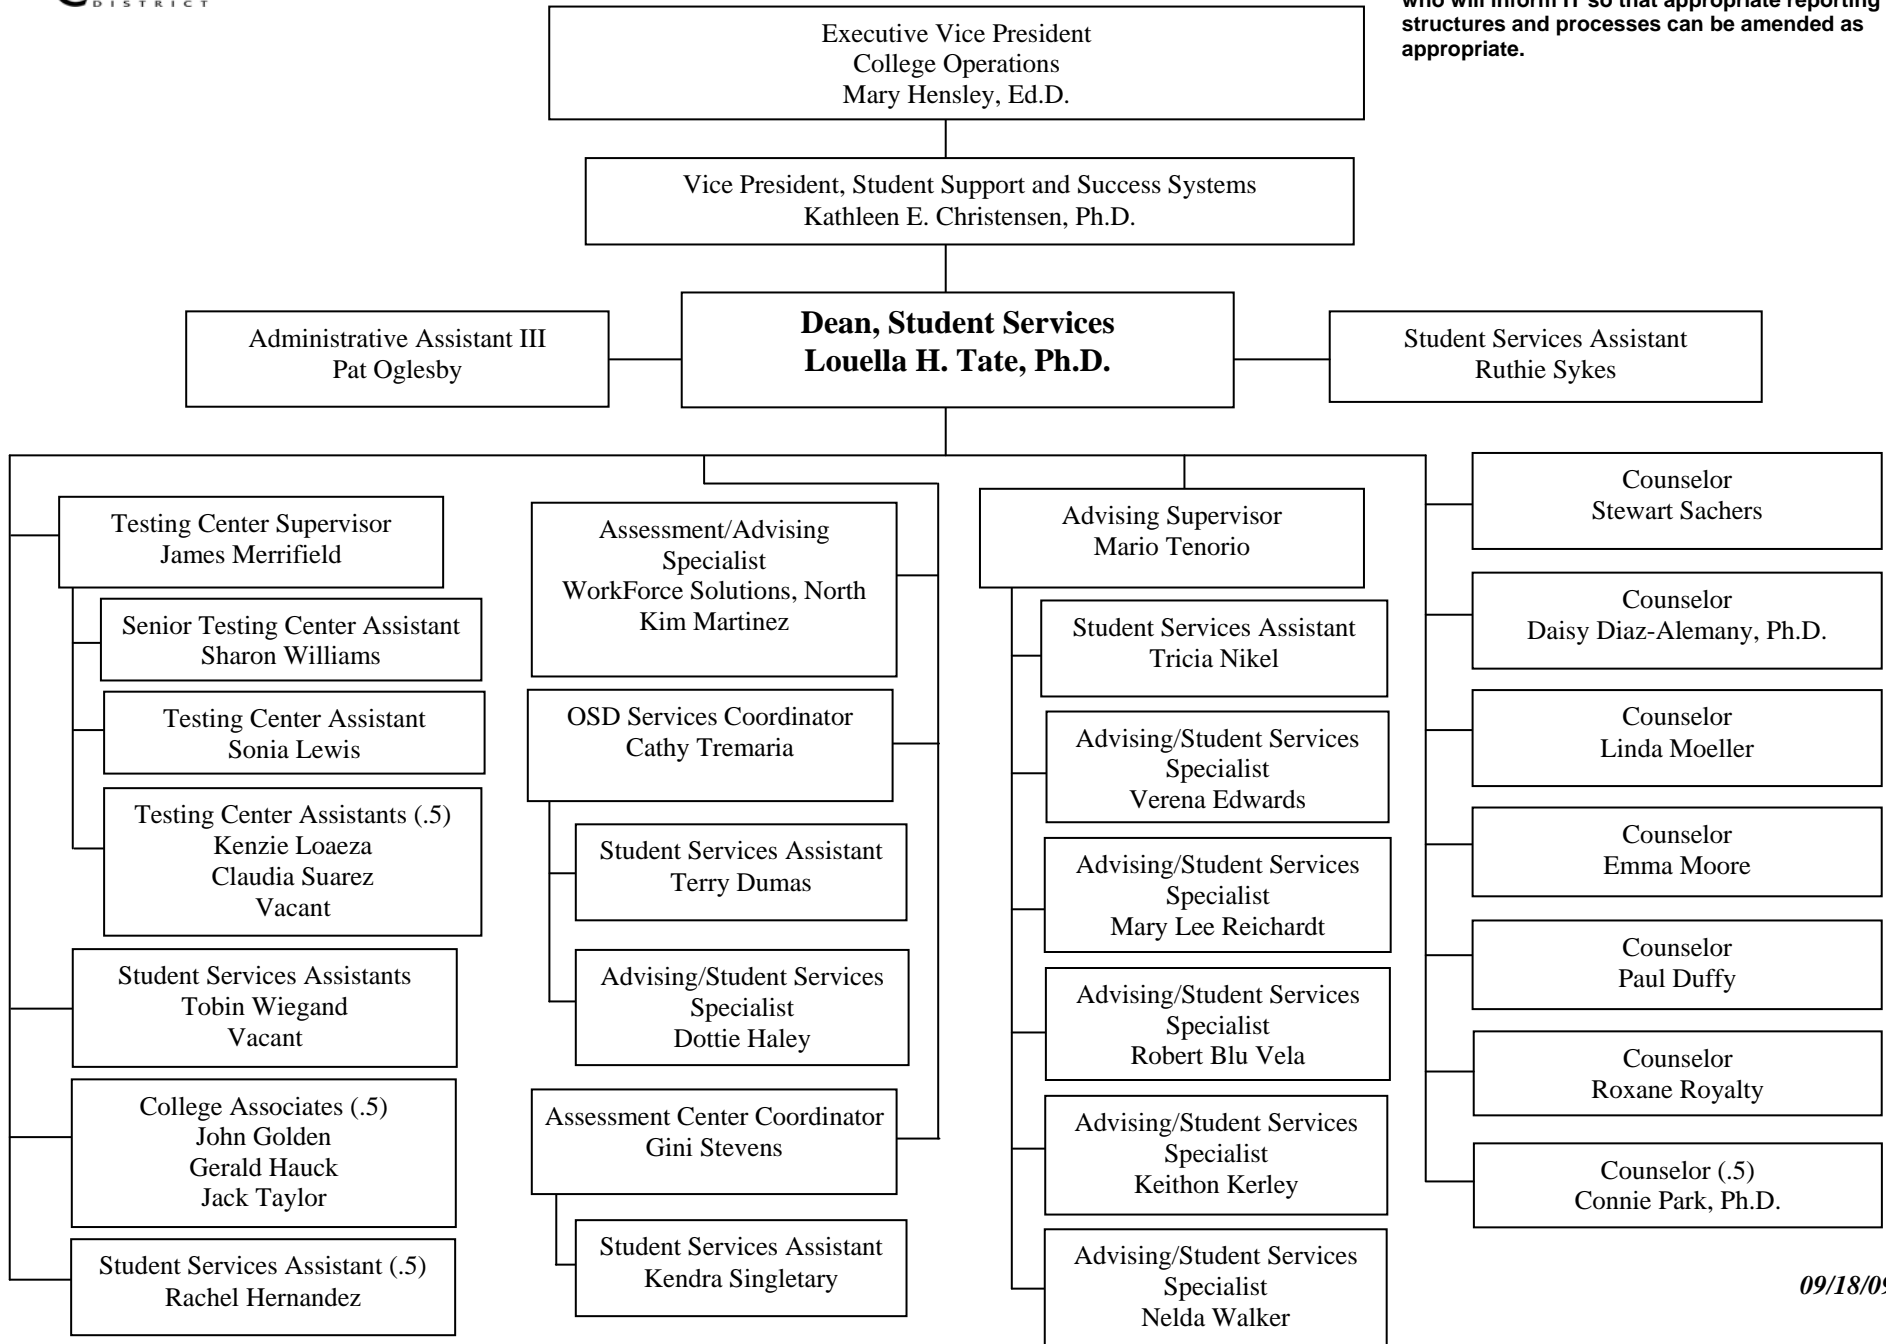 DISTRICT
who will inform IT so that appropriate reporting
structures and processes can be amended as
appropriate.
Executive Vice President
College Operations
Mary Hensley, Ed.D.
Vice President, Student Support and Success Systems
Kathleen E. Christensen, Ph.D.
Administrative Assistant III
Pat Oglesby
Dean, Student Services
Louella H. Tate, Ph.D.
Student Services Assistant
Ruthie Sykes
Testing Center Supervisor
James Merrifield
Senior Testing Center Assistant
Sharon Williams
Testing Center Assistant
Sonia Lewis
Testing Center Assistants (.5)
Kenzie Loaeza
Claudia Suarez
Vacant
Student Services Assistants
Tobin Wiegand
Vacant
College Associates (.5)
John Golden
Gerald Hauck
Jack Taylor
Student Services Assistant (.5)
Rachel Hernandez
Assessment/Advising
Specialist
WorkForce Solutions, North
Kim Martinez
OSD Services Coordinator
Cathy Tremaria
Student Services Assistant
Terry Dumas
Advising/Student Services
Specialist
Dottie Haley
Assessment Center Coordinator
Gini Stevens
Student Services Assistant
Kendra Singletary
Advising Supervisor
Mario Tenorio
Student Services Assistant
Tricia Nikel
Advising/Student Services
Specialist
Verena Edwards
Advising/Student Services
Specialist
Mary Lee Reichardt
Advising/Student Services
Specialist
Robert Blu Vela
Advising/Student Services
Specialist
Keithon Kerley
Advising/Student Services
Specialist
Nelda Walker
Counselor
Stewart Sachers
Counselor
Daisy Diaz-Alemany, Ph.D.
Counselor
Linda Moeller
Counselor
Emma Moore
Counselor
Paul Duffy
Counselor
Roxane Royalty
Counselor (.5)
Connie Park, Ph.D.
09/18/09